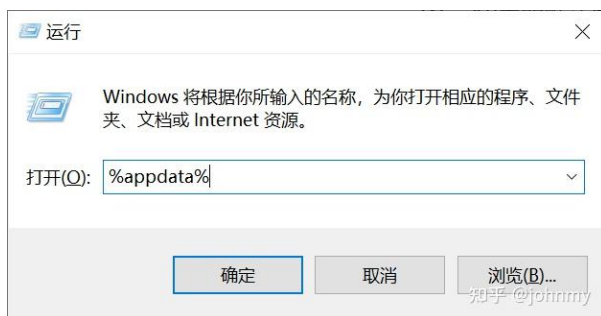 运行
Windows 将根据你所输入的名称，为你打开相应的程序、文件
夹、文档或 Internet 资源。
打开(O): %appdata%
确定 取消 浏览(B)...
知乎 @johnmy